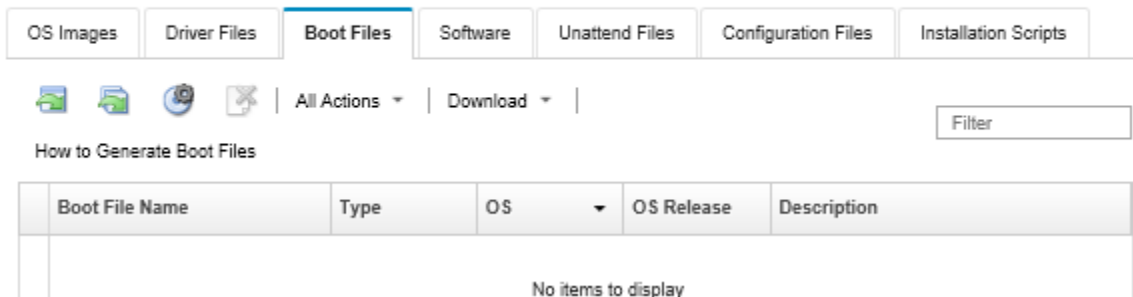 OS Images Driver Files Boot Files Software Unattend Files Configuration Files Installation Scripts
All Actions Download
Filter
How to Generate Boot Files
Boot File Name Type OS OS Release Description
No items to display